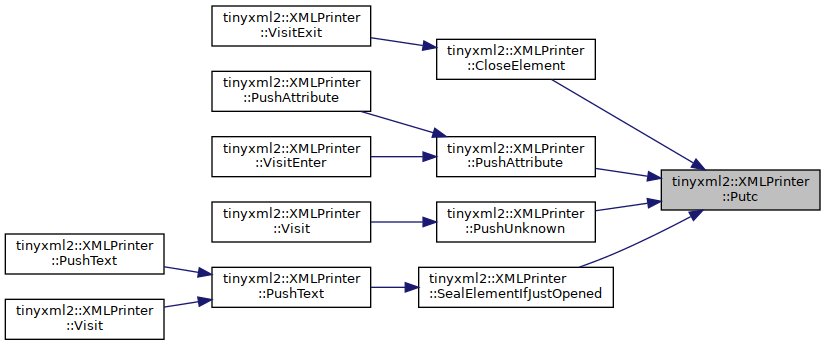 tinyxml2::XMLPrinter
::VisitExit
tinyxml2::XMLPrinter
::CloseElement
tinyxml2::XMLPrinter
::PushAttribute
tinyxml2::XMLPrinter
::VisitEnter
tinyxml2::XMLPrinter
::PushAttribute
tinyxml2::XMLPrinter
::Putc
tinyxml2::XMLPrinter
::Visit
tinyxml2::XMLPrinter
::PushUnknown
tinyxml2::XMLPrinter
::PushText
tinyxml2::XMLPrinter
::Visit
tinyxml2::XMLPrinter
::PushText
tinyxml2::XMLPrinter
::SealElementIfJustOpened